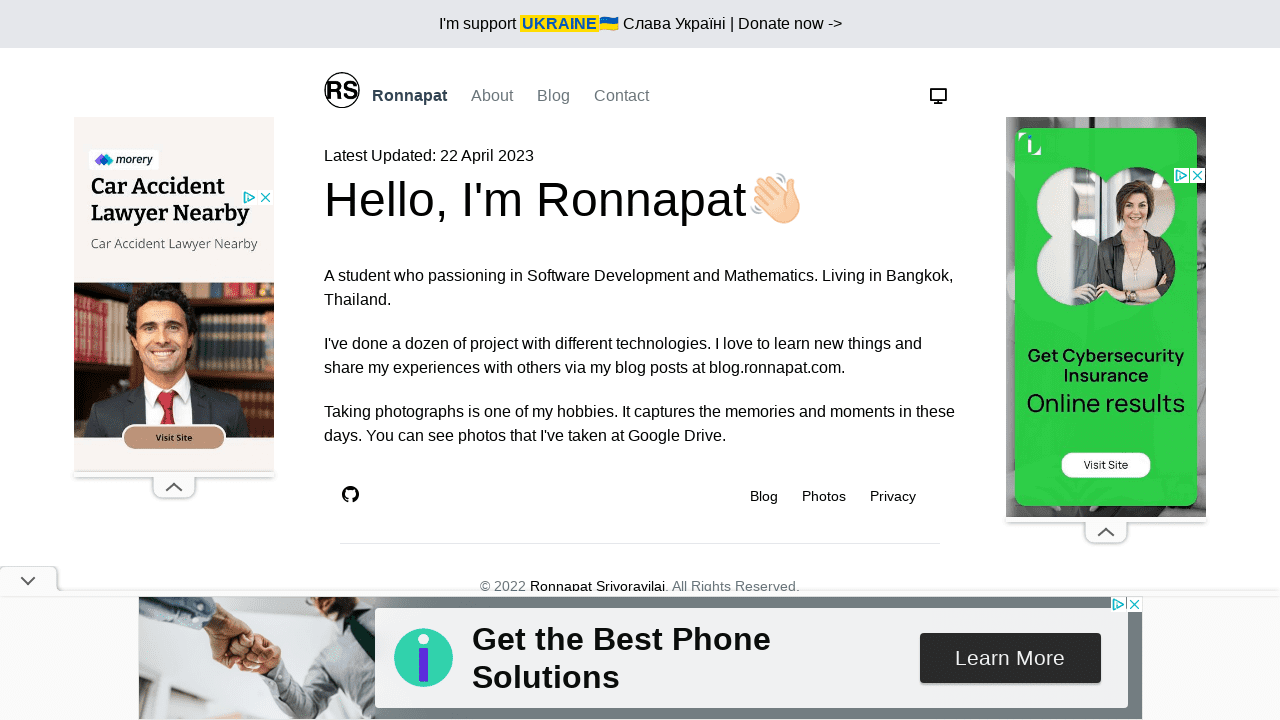 I'm support UKRAINE🇺🇦 Слава Україні | Donate now ->
RS Ronnapat About Blog Contact
morery
Car Accident
Lawyer Nearby
Car Accident Lawyer Nearby
Visit Site
Latest Updated: 22 April 2023
Hello, I'm Ronnapat👋🏻
A student who passioning in Software Development and Mathematics. Living in Bangkok,
Thailand.
I've done a dozen of project with different technologies. I love to learn new things and
share my experiences with others via my blog posts at blog.ronnapat.com.
Taking photographs is one of my hobbies. It captures the memories and moments in these
days. You can see photos that I've taken at Google Drive.
Get Cybersecurity
Insurance
Online results
Visit Site
Blog Photos Privacy
© 2022 Ronnapat Srivoravilai. All Rights Reserved.
Get the Best Phone
Solutions
Learn More